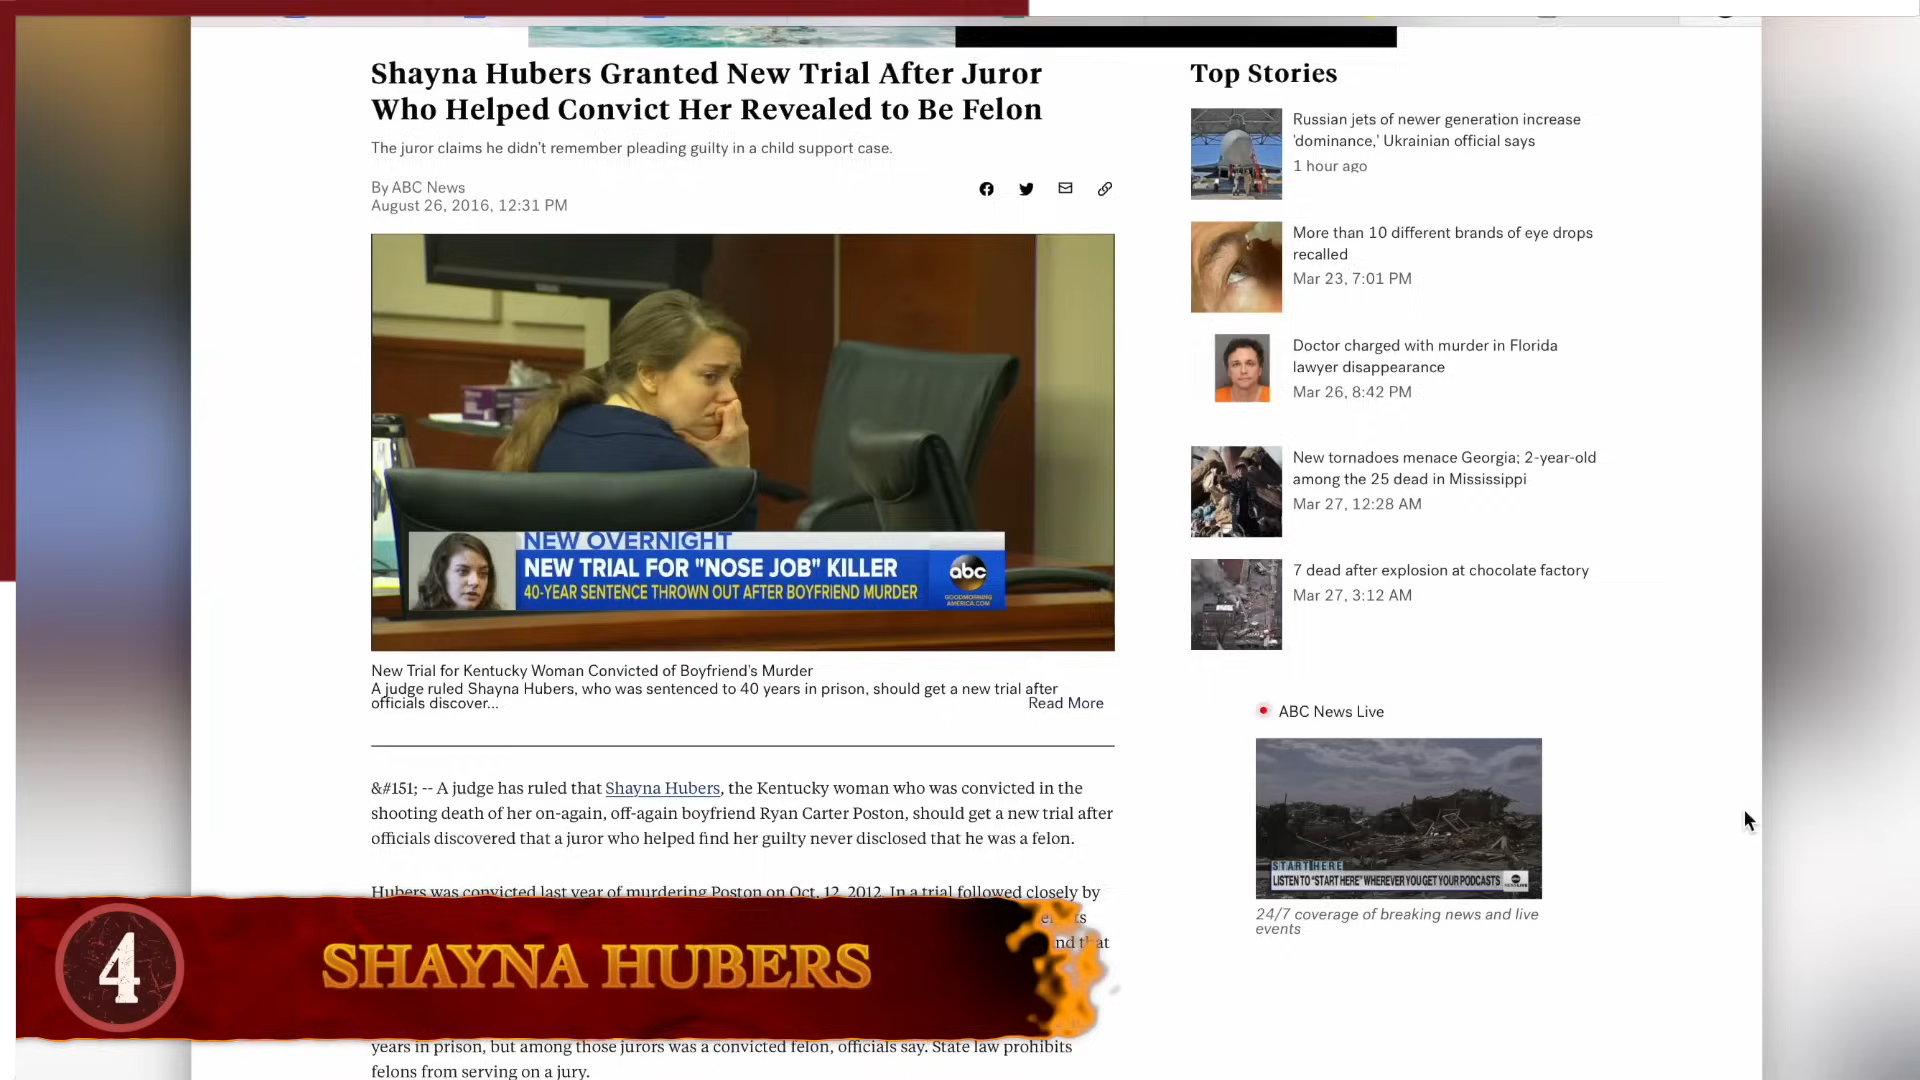 Shayna Hubers Granted New Trial After Juror
Who Helped Convict Her Revealed to Be Felon
The juror claims he didn't remember pleading guilty in a child support case.
By ABC News
August 26, 2016, 12:31 PM
NEW OVERNIGHT
NEW TRIAL FOR "NOSE JOB" KILLER
40-YEAR SENTENCE THROWN OUT AFTER BOYFRIEND MURDER
abc
GOODMORNING
AMERICA.COM
New Trial for Kentucky Woman Convicted of Boyfriend's Murder
A judge ruled Shayna Hubers, who was sentenced to 40 years in prison, should get a new trial after
officials discover...
Read More
&#151; -- A judge has ruled that Shayna Hubers, the Kentucky woman who was convicted in the
shooting death of her on-again, off-again boyfriend Ryan Carter Poston, should get a new trial after
officials discovered that a juror who helped find her guilty never disclosed that he was a felon.
Hubers was convicted last year of murdering Poston on Oct. 12, 2012. In a trial followed closely by
4
SHAYNA HUBERS
years in prison, but among those jurors was a convicted felon, officials say. State law prohibits
felons from serving on a jury.
Top Stories
Russian jets of newer generation increase
'dominance,' Ukrainian official says
1 hour ago
More than 10 different brands of eye drops
recalled
Mar 23, 7:01 PM
Doctor charged with murder in Florida
lawyer disappearance
Mar 26, 8:42 PM
New tornadoes menace Georgia; 2-year-old
among the 25 dead in Mississippi
Mar 27, 12:28 AM
7 dead after explosion at chocolate factory
Mar 27, 3:12 AM
ABC News Live
START HERE
LISTEN TO "START HERE" WHEREVER YOU GET YOUR PODCASTS
24/7 coverage of breaking news and live
events